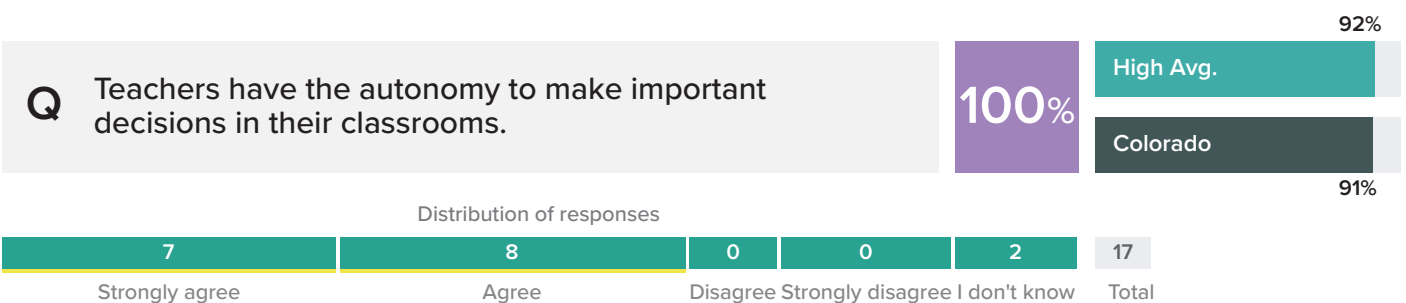 92%
Q
Teachers have the autonomy to make important
decisions in their classrooms.
100%
High Avg.
Colorado
91%
Distribution of responses
7 8 0 0 2 17
Strongly agree Agree Disagree Strongly disagree I don't know Total